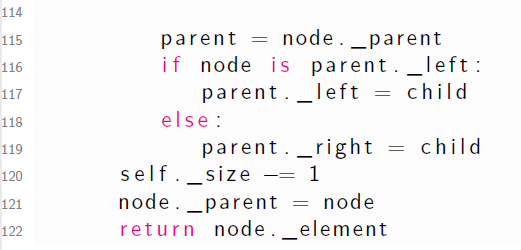 114
115 parent = node._parent
116 if node is parent._left:
117 parent._left = child
118 else:
119 parent._right = child
120 self._size -= 1
121 node._parent = node
122 return node._element